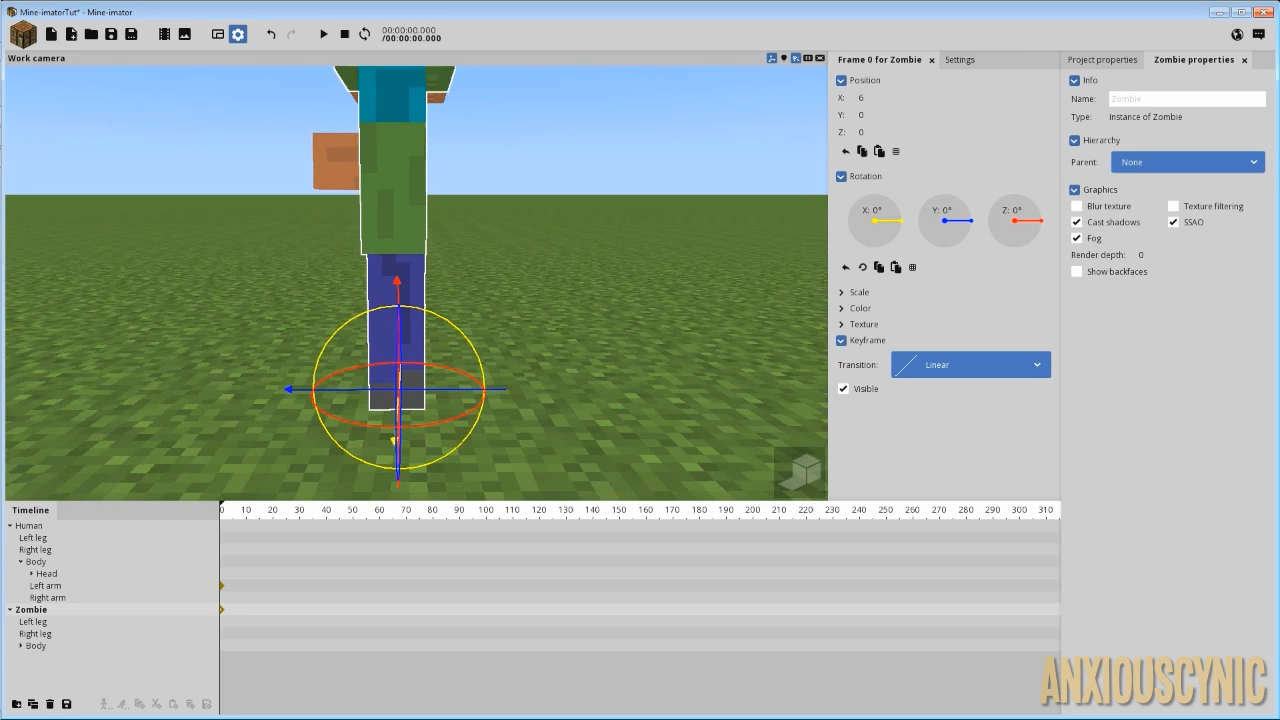 Mine-imatorTut* - Mine-imator
00:00:00.000
/00:00:00.000
Work camera
Frame 0 for Zombie
Settings
Position
X: 6
Y: 0
Z: 0
Rotation
X: 0°
Y: 0°
Z: 0°
Scale
Color
Texture
Keyframe
Transition: Linear
Visible
Project properties
Zombie properties
Info
Name: Zombie
Type: Instance of Zombie
Hierarchy
Parent: None
Graphics
Blur texture
Texture filtering
Cast shadows
SSAO
Fog
Render depth: 0
Show backfaces
Timeline
0 10 20 30 40 50 60 70 80 90 100 110 120 130 140 150 160 170 180 190 200 210 220 230 240 250 260 270 280 290 300 310
Human
Left leg
Right leg
Body
Head
Left arm
Right arm
Zombie
Left leg
Right leg
Body
ANXIOUSCYNIC